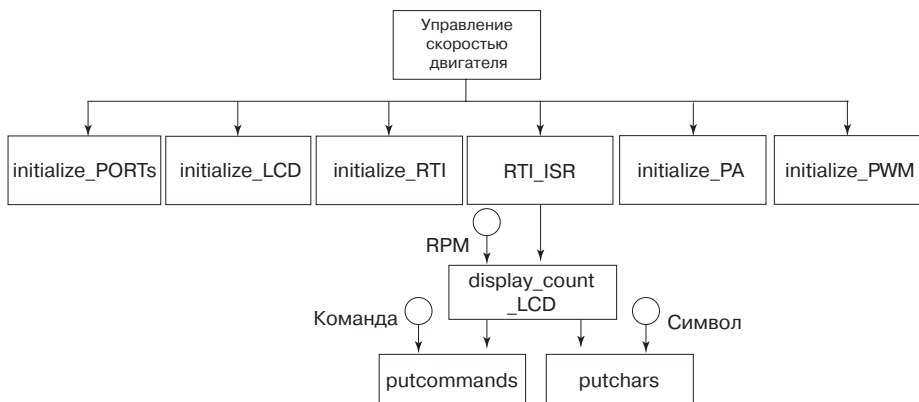 Управление
скоростью
двигателя
initialize_PORTs
initialize_LCD
initialize_RTI
RTI_ISR
initialize_PA
initialize_PWM
RPM
display_count
_LCD
Команда
Символ
putcommands
putchars